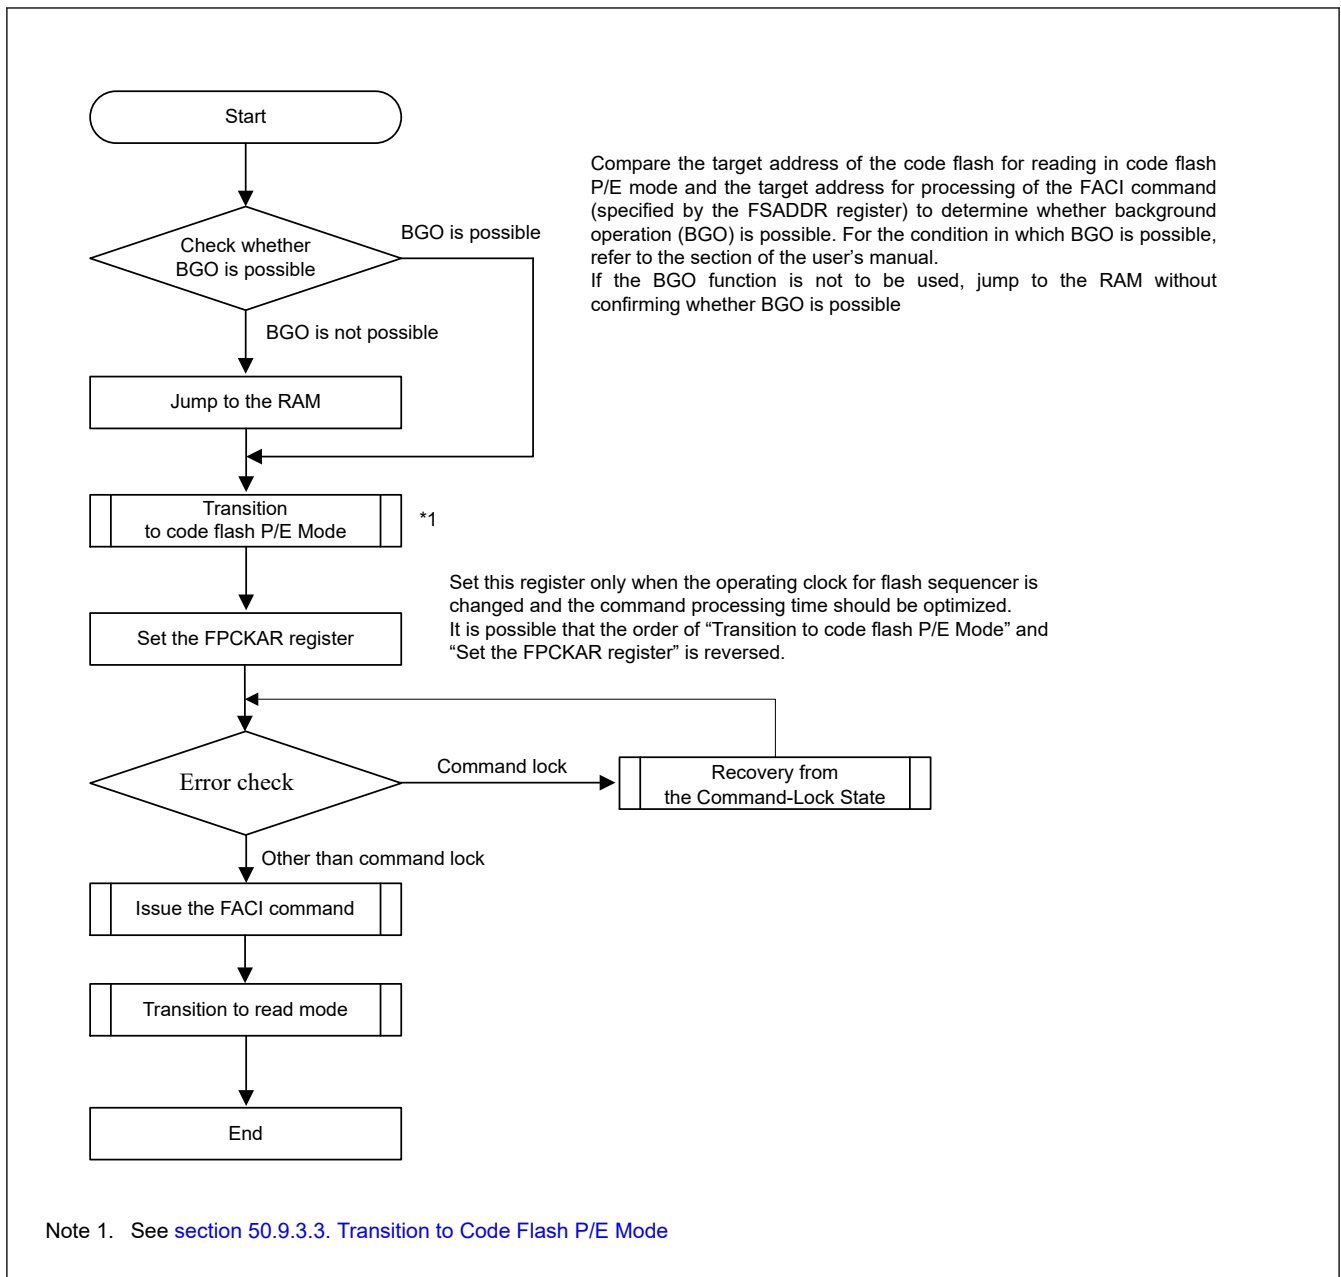 Start
Compare the target address of the code flash for reading in code flash
P/E mode and the target address for processing of the FACI command
(specified by the FSADDR register) to determine whether background
operation (BGO) is possible. For the condition in which BGO is possible,
refer to the section of the user's manual.
If the BGO function is not to be used, jump to the RAM without
confirming whether BGO is possible
Check whether
BGO is possible
BGO is possible
BGO is not possible
Jump to the RAM
Transition
to code flash P/E Mode
*1
Set this register only when the operating clock for flash sequencer is
changed and the command processing time should be optimized.
It is possible that the order of “Transition to code flash P/E Mode” and
“Set the FPCKAR register” is reversed.
Set the FPCKAR register
Error check
Command lock
Recovery from
the Command-Lock State
Other than command lock
Issue the FACI command
Transition to read mode
End
Note 1. See section 50.9.3.3. Transition to Code Flash P/E Mode